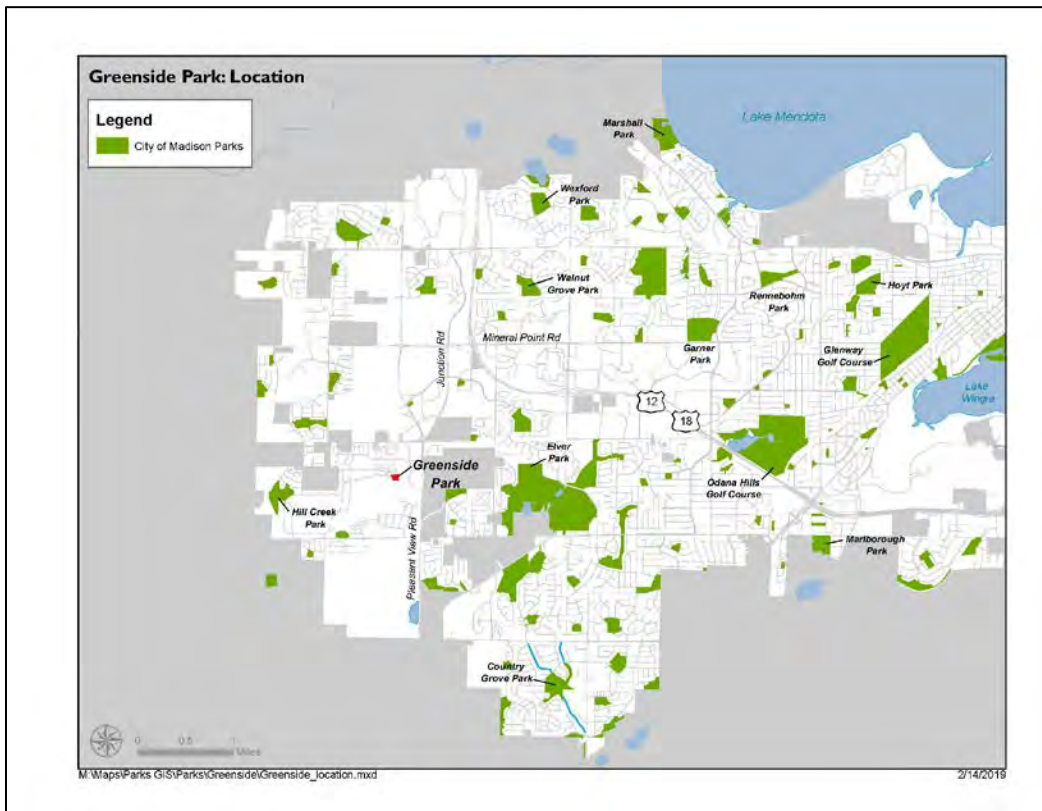 Greenside Park: Location
Legend
City of Madison Parks
Lake Mendota
Marshall
Park
Wexford
Park
Walnut
Grove Park
Rennebohm
Park
Hoyt Park
Junction Rd
Mineral Point Rd
Garner
Park
Glenway
Golf Course
Lake
Wingra
12
18
Elver
Park
Greenside
Park
Odana Hills
Golf Course
Hill Creek
Park
Pleasant View Rd
Marlborough
Park
Country
Grove Park
0 0.5 1
Miles
M:\Maps\Parks GIS\Parks\Greenside\Greenside_location.mxd
2/14/2019